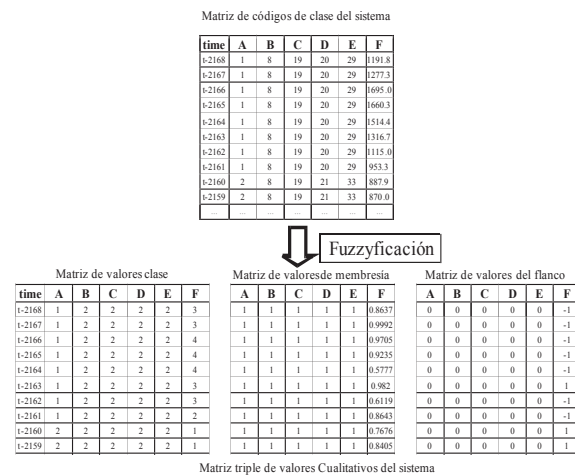 Matriz de códigos de clase del sistema
time A B C D E F
t-2168 1 8 19 20 29 1191.8
t-2167 1 8 19 20 29 1277.3
t-2166 1 8 19 20 29 1695.0
t-2165 1 8 19 20 29 1660.3
t-2164 1 8 19 20 29 1514.4
t-2163 1 8 19 20 29 1316.7
t-2162 1 8 19 20 29 1115.0
t-2161 1 8 19 20 29 953.3
t-2160 2 8 19 21 33 887.9
t-2159 2 8 19 21 33 870.0
... ... ... ... ... ... ...
Fuzzyficación
Matriz de valores clase
time A B C D E F
t-2168 1 2 2 2 2 3
t-2167 1 2 2 2 2 3
t-2166 1 2 2 2 2 4
t-2165 1 2 2 2 2 4
t-2164 1 2 2 2 2 4
t-2163 1 2 2 2 2 3
t-2162 1 2 2 2 2 3
t-2161 1 2 2 2 2 2
t-2160 2 2 2 2 2 1
t-2159 2 2 2 2 2 1
Matriz de valoresde membresía
A B C D E F
1 1 1 1 1 0.8637
1 1 1 1 1 0.9992
1 1 1 1 1 0.9705
1 1 1 1 1 0.9235
1 1 1 1 1 0.5777
1 1 1 1 1 0.982
1 1 1 1 1 0.6119
1 1 1 1 1 0.8643
1 1 1 1 1 0.7676
1 1 1 1 1 0.8405
Matriz de valores del flanco
A B C D E F
0 0 0 0 0 -1
0 0 0 0 0 -1
0 0 0 0 0 -1
0 0 0 0 0 -1
0 0 0 0 0 -1
0 0 0 0 0 1
0 0 0 0 0 -1
0 0 0 0 0 -1
0 0 0 0 0 1
0 0 0 0 0 1
Matriz triple de valores Cualitativos del sistema